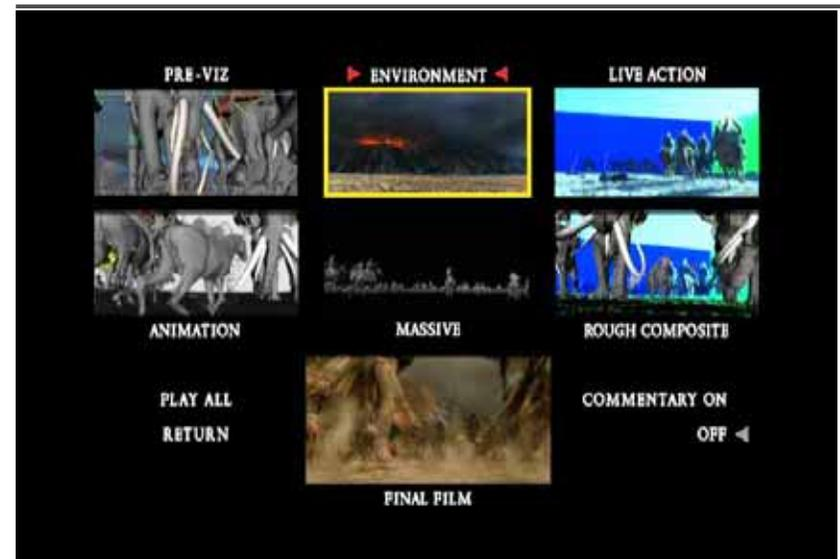 PRE-VIZ
ENVIRONMENT
LIVE ACTION
ANIMATION
MASSIVE
ROUGH COMPOSITE
PLAY ALL
COMMENTARY ON
RETURN
OFF
FINAL FILM